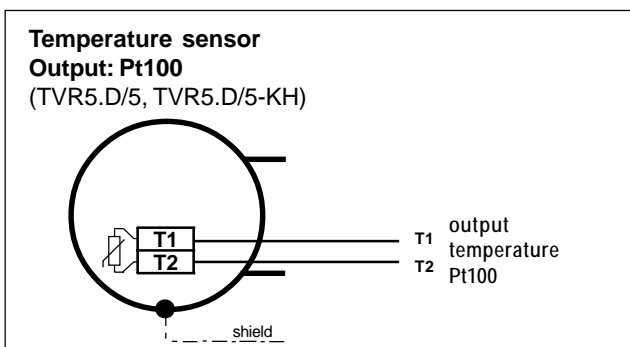 Temperature sensor
Output: Pt100
(TVR5.D/5, TVR5.D/5-KH)
T1
T2
T1
T2
output
temperature
Pt100
shield